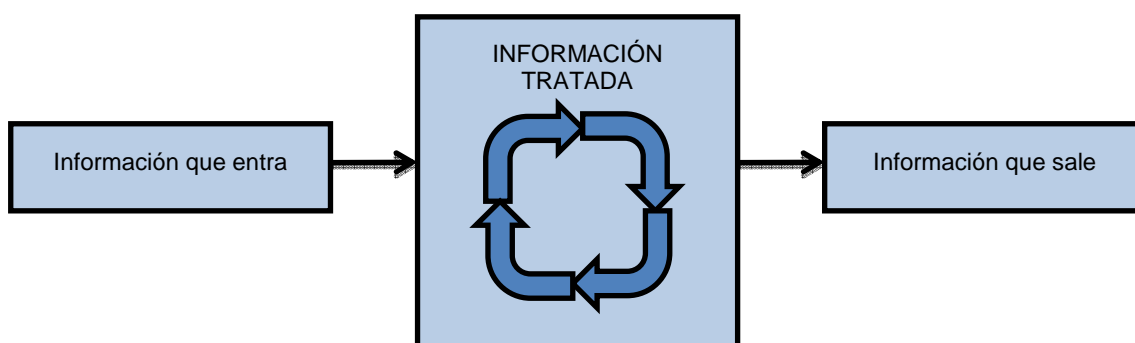 Información que entra
INFORMACIÓN
TRATADA
Información que sale